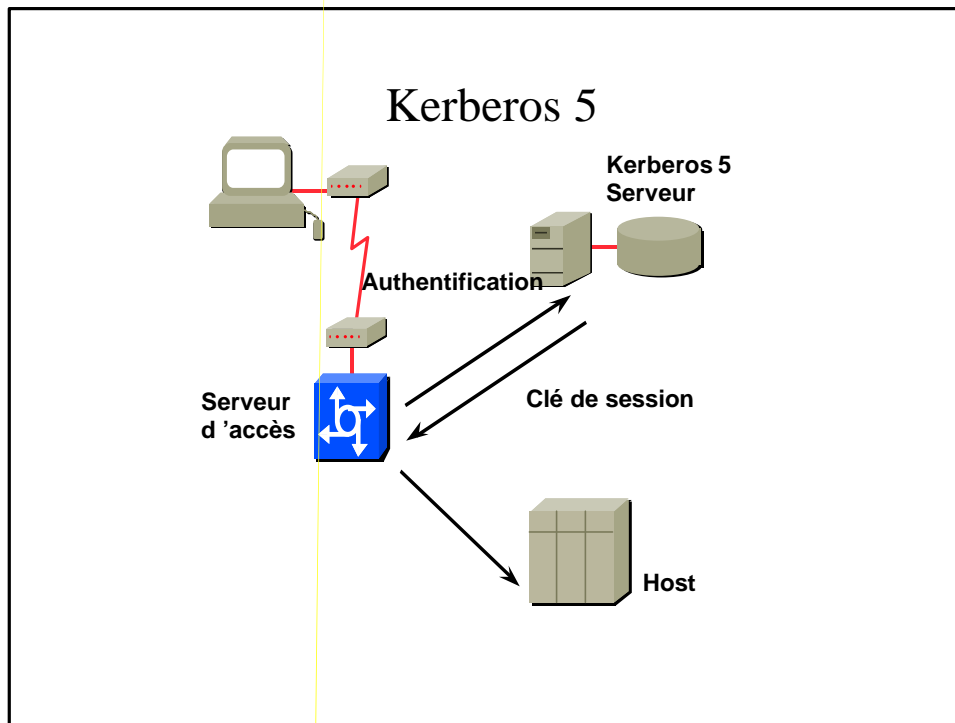 Kerberos 5
Kerberos 5
Serveur
Authentification
Serveur
d ’accès
Clé de session
Host